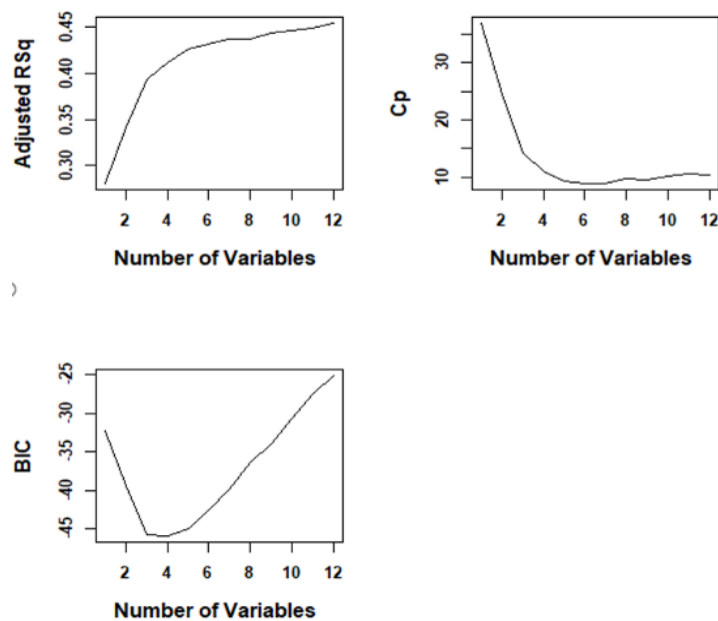 Adjusted RSq
0.45
0.40
0.35
0.30
2 4 6 8 10 12
Number of Variables
Cp
30
20
10
2 4 6 8 10 12
Number of Variables
BIC
-25
-30
-35
-40
-45
2 4 6 8 10 12
Number of Variables